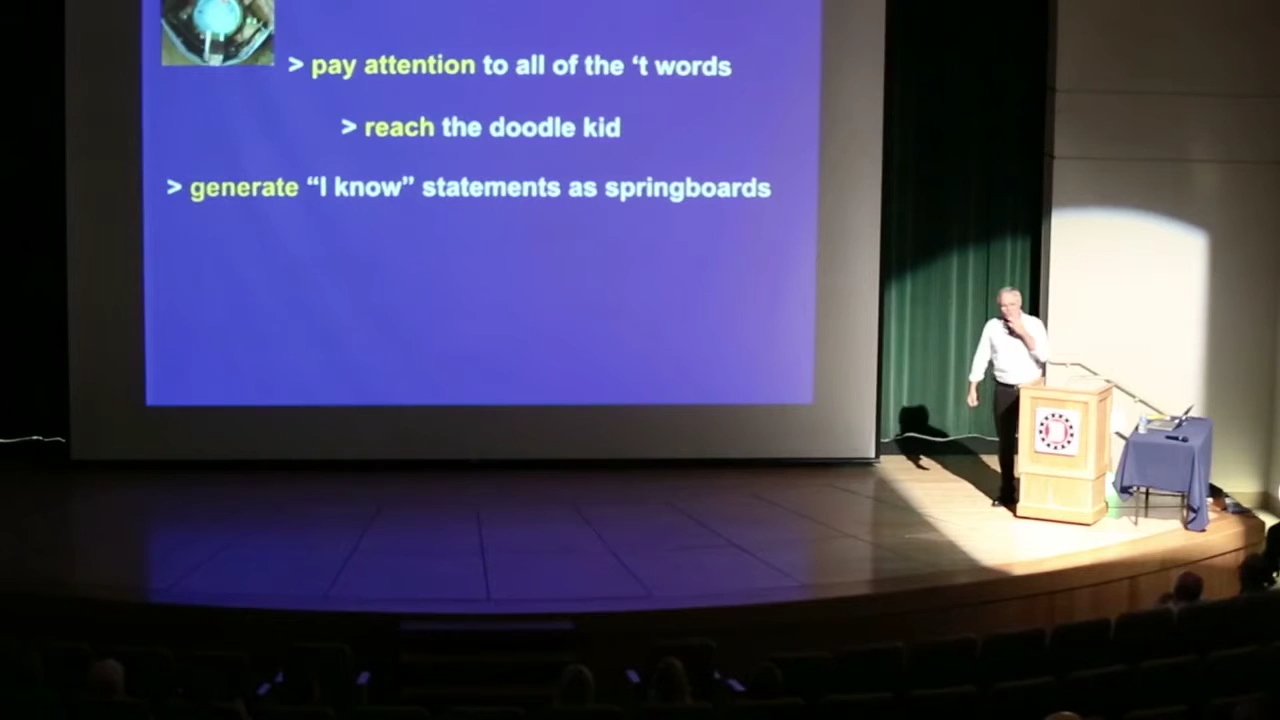 > pay attention to all of the ‘t words
> reach the doodle kid
> generate “I know” statements as springboards